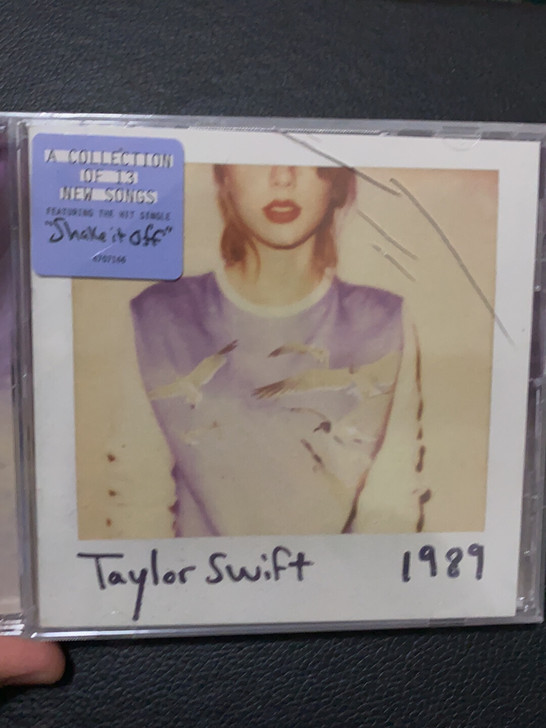 A COLLECTION
OF 13
NEW SONGS
FEATURING THE HIT SINGLE
"Shake it Off"
Taylor Swift 1989